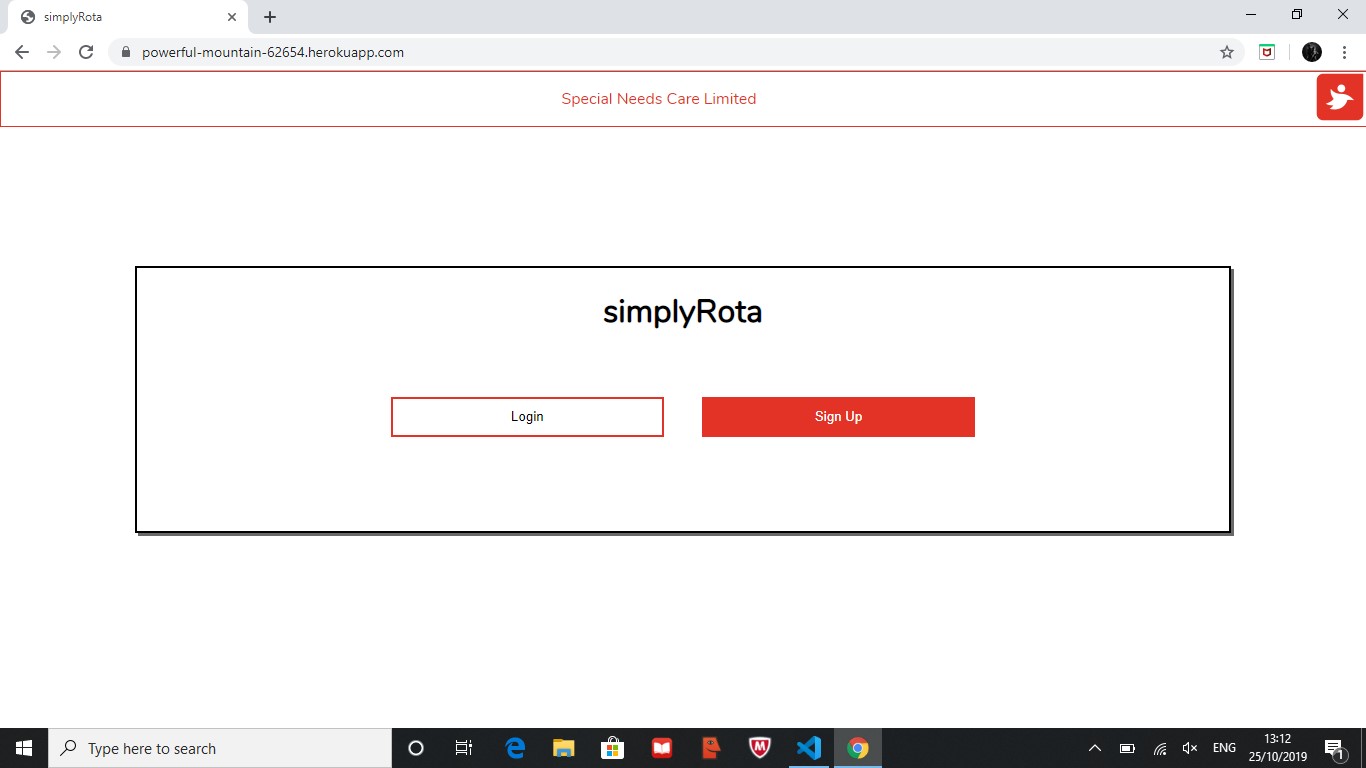 simplyRota
powerful-mountain-62654.herokuapp.com
Special Needs Care Limited
simplyRota
Login
Sign Up
Type here to search
ENG
13:12
25/10/2019
1